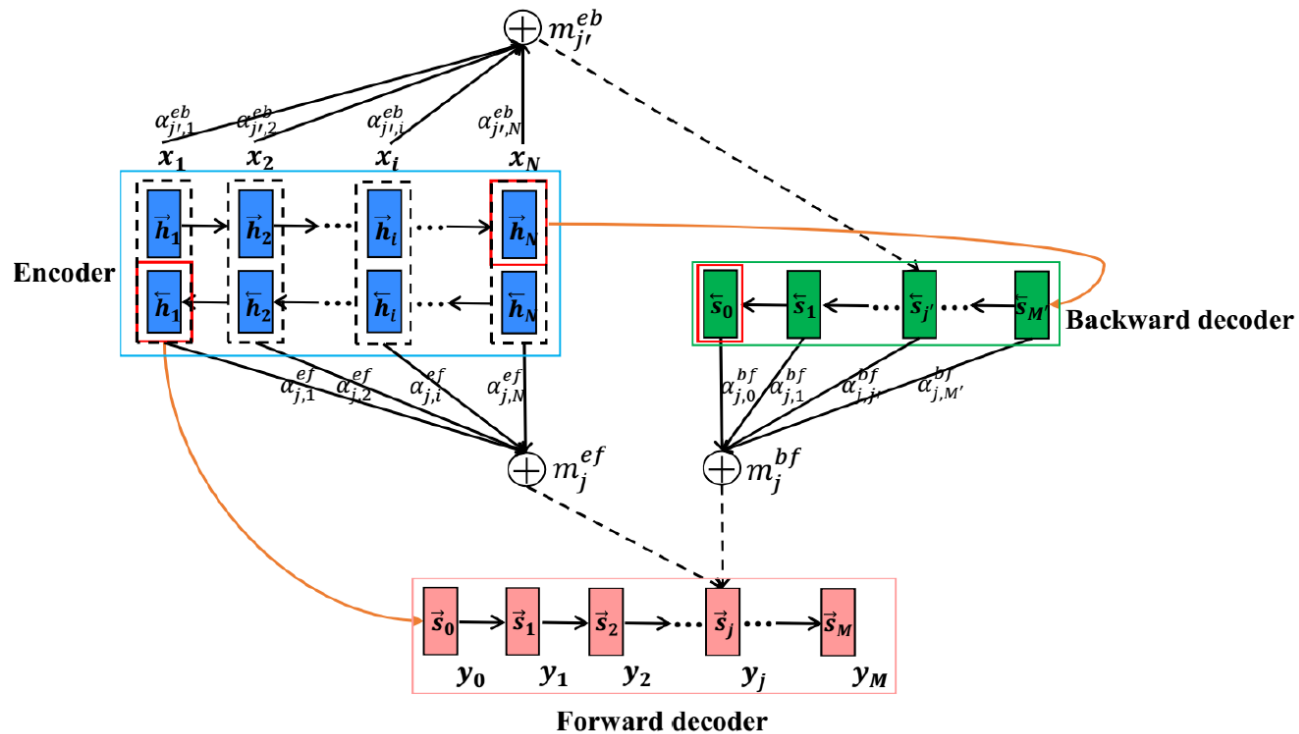 m_{j'}^{eb}
α_{j',1}^{eb} α_{j',2}^{eb} α_{j',i}^{eb} α_{j',N}^{eb}
x_1 x_2 x_i x_N
→h_1 →h_2 ⋯ →h_i ⋯ →h_N
Encoder
←h_1 ←h_2 ⋯ ←h_i ⋯ ←h_N
←s_0 ←s_1 ⋯ ←s_{j'} ⋯ ←s_{M'}
Backward decoder
α_{j,1}^{ef} α_{j,2}^{ef} α_{j,i}^{ef} α_{j,N}^{ef}
α_{j,0}^{bf} α_{j,1}^{bf} α_{j,j'}^{bf} α_{j,M'}^{bf}
m_j^{ef} m_j^{bf}
→s_0 →s_1 →s_2 ⋯ →s_j ⋯ →s_M
y_0 y_1 y_2 y_j y_M
Forward decoder